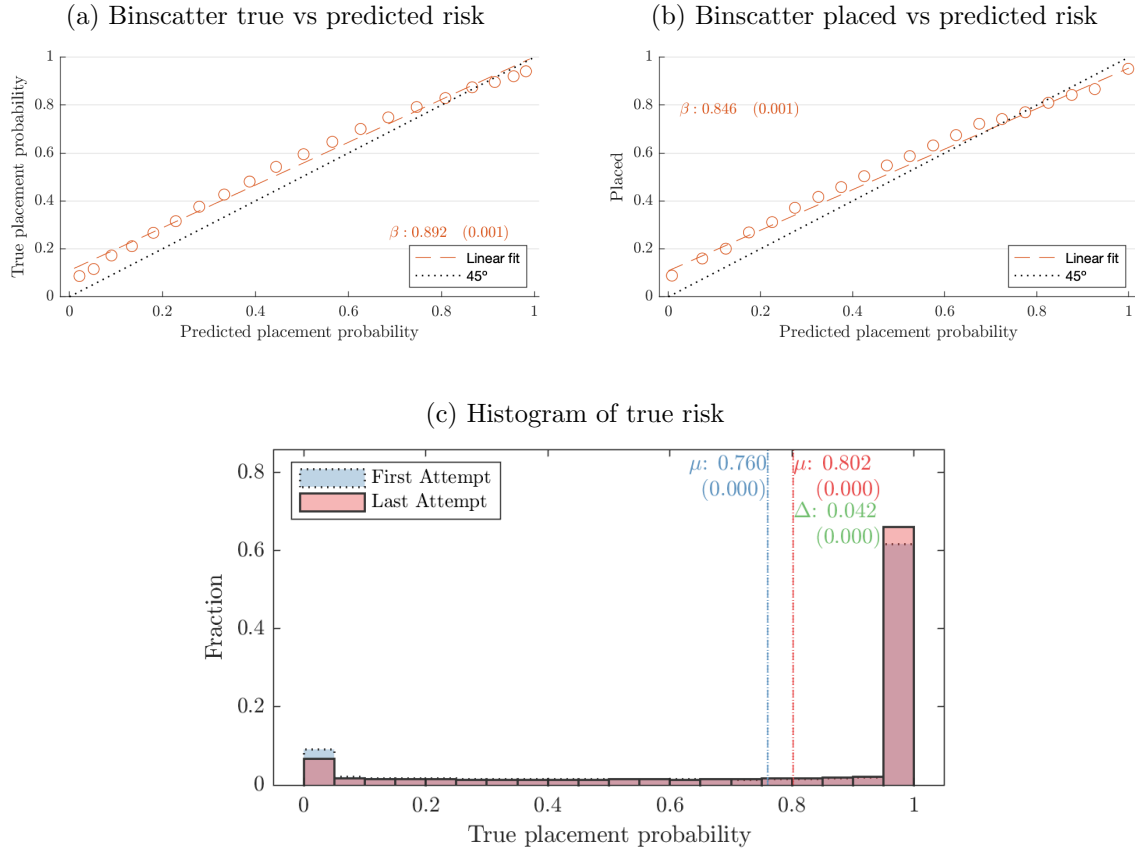 (a) Binscatter true vs predicted risk
True placement probability
1
0.8
0.6
0.4
0.2
0
β : 0.892 (0.001)
Linear fit
45º
0 0.2 0.4 0.6 0.8 1
Predicted placement probability
(b) Binscatter placed vs predicted risk
Placed
1
0.8
0.6
0.4
0.2
0
β : 0.846 (0.001)
Linear fit
45º
0 0.2 0.4 0.6 0.8 1
Predicted placement probability
(c) Histogram of true risk
Fraction
0.8
0.6
0.4
0.2
0
First Attempt
Last Attempt
μ: 0.760
(0.000)
μ: 0.802
(0.000)
Δ: 0.042
(0.000)
0 0.2 0.4 0.6 0.8 1
True placement probability